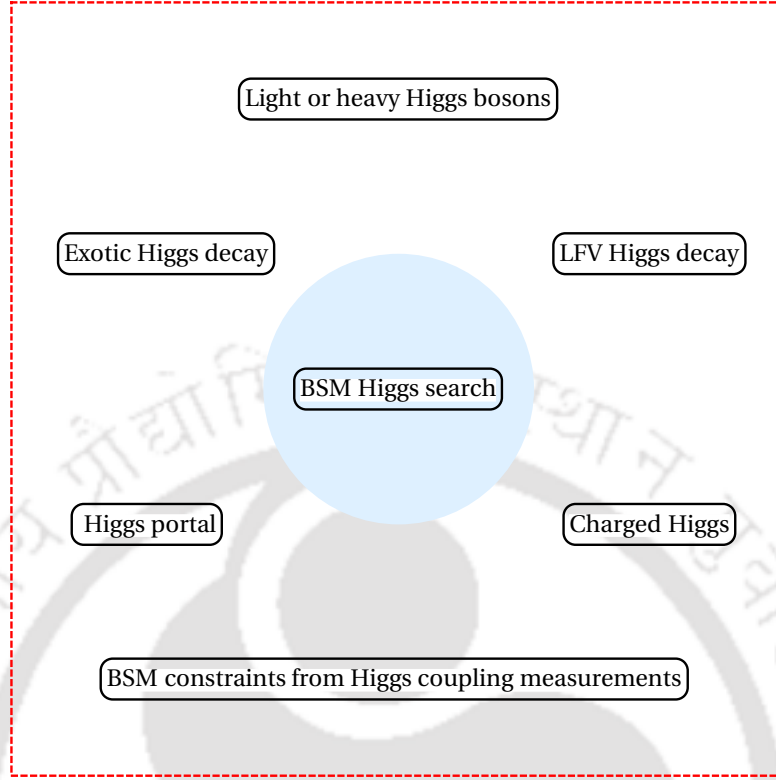 Light or heavy Higgs bosons
Exotic Higgs decay
LFV Higgs decay
BSM Higgs search
Higgs portal
Charged Higgs
BSM constraints from Higgs coupling measurements